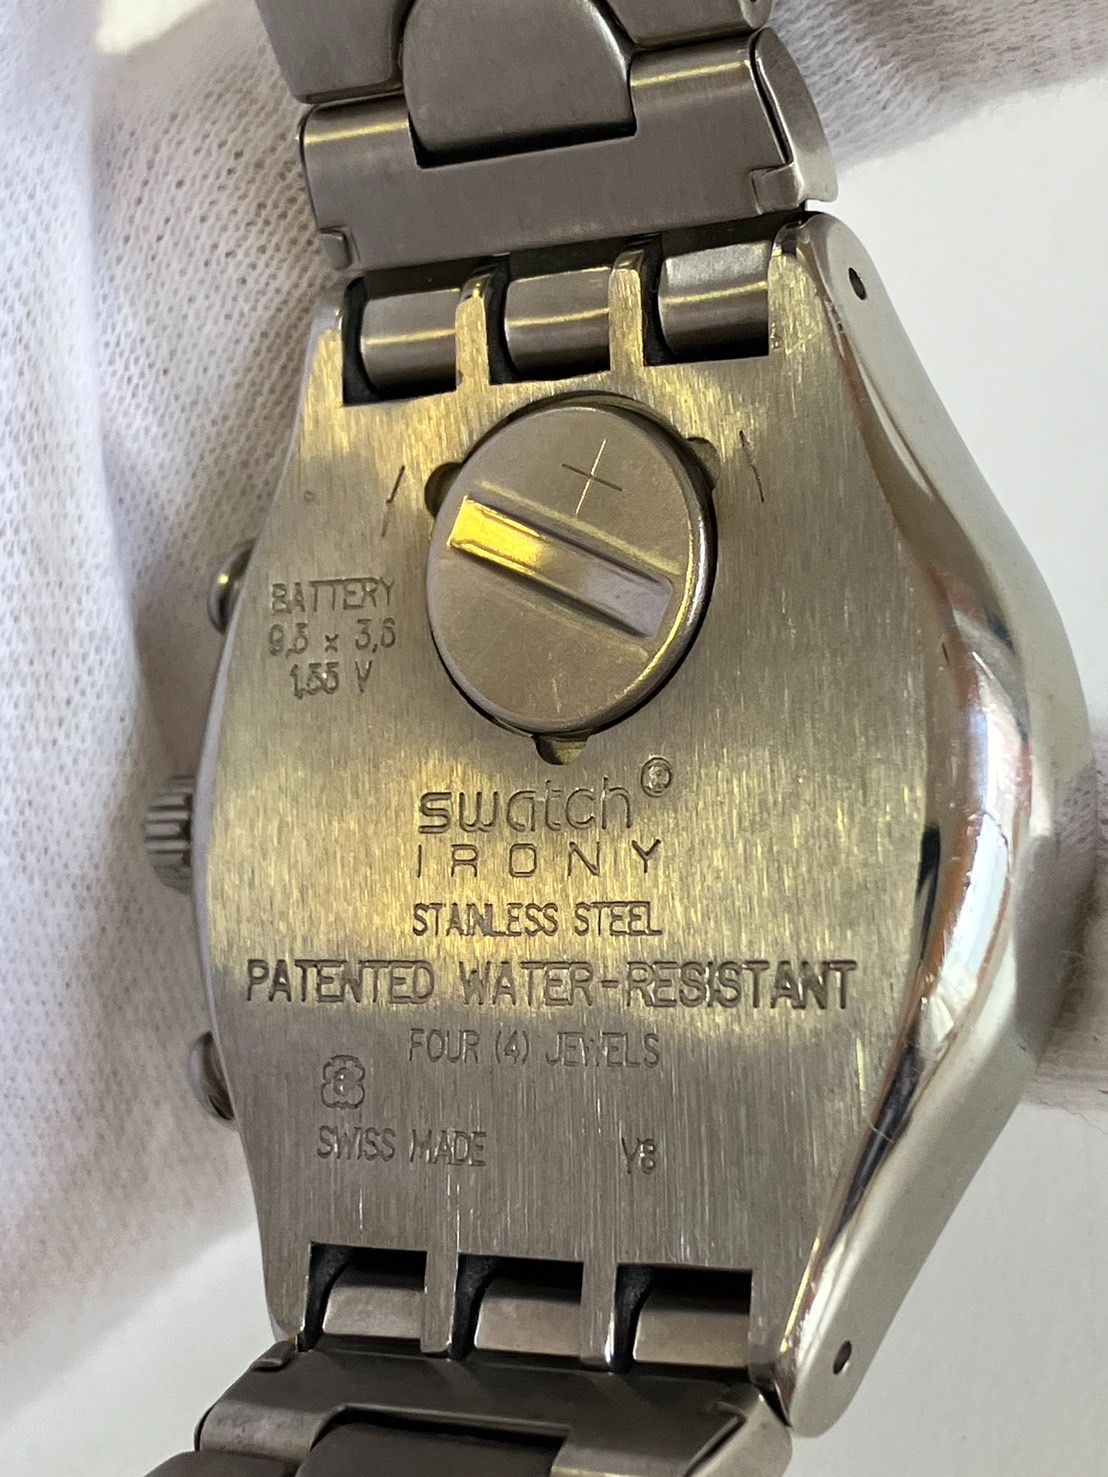 +
BATTERY
9,5 x 3,6
1,55 V
swatch®
IRONY
STAINLESS STEEL
PATENTED WATER-RESISTANT
FOUR (4) JEWELS
SWISS MADE V8